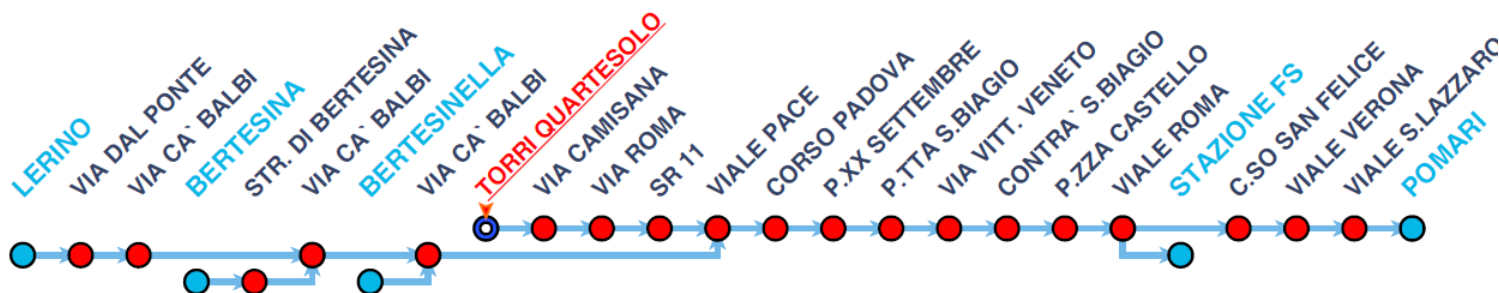 LERINO
VIA DAL PONTE
VIA CA` BALBI
BERTESINA
STR. DI BERTESINA
VIA CA` BALBI
BERTESINELLA
VIA CA` BALBI
TORRI QUARTESOLO
VIA CAMISANA
VIA ROMA
SR 11
VIALE PACE
CORSO PADOVA
P.XX SETTEMBRE
P.TTA S.BIAGIO
VIA VITT. VENETO
CONTRA` S.BIAGIO
P.ZZA CASTELLO
VIALE ROMA
STAZIONE FS
C.SO SAN FELICE
VIALE VERONA
VIALE S.LAZZARO
POMARI